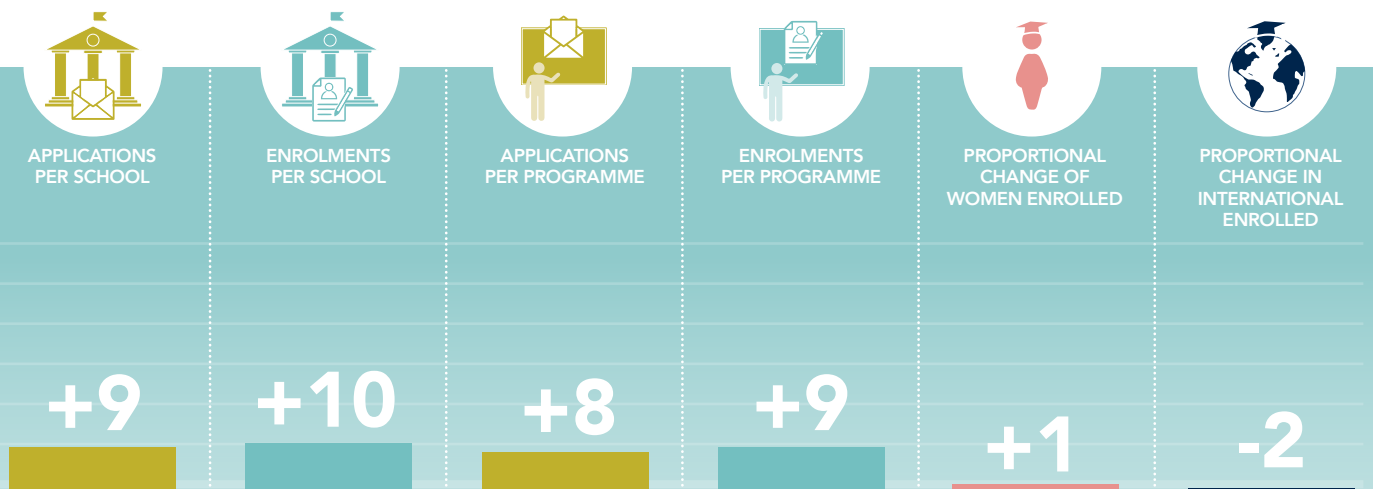 APPLICATIONS
PER SCHOOL
+9
ENROLMENTS
PER SCHOOL
+10
APPLICATIONS
PER PROGRAMME
+8
ENROLMENTS
PER PROGRAMME
+9
PROPORTIONAL
CHANGE OF
WOMEN ENROLLED
+1
PROPORTIONAL
CHANGE IN
INTERNATIONAL
ENROLLED
-2